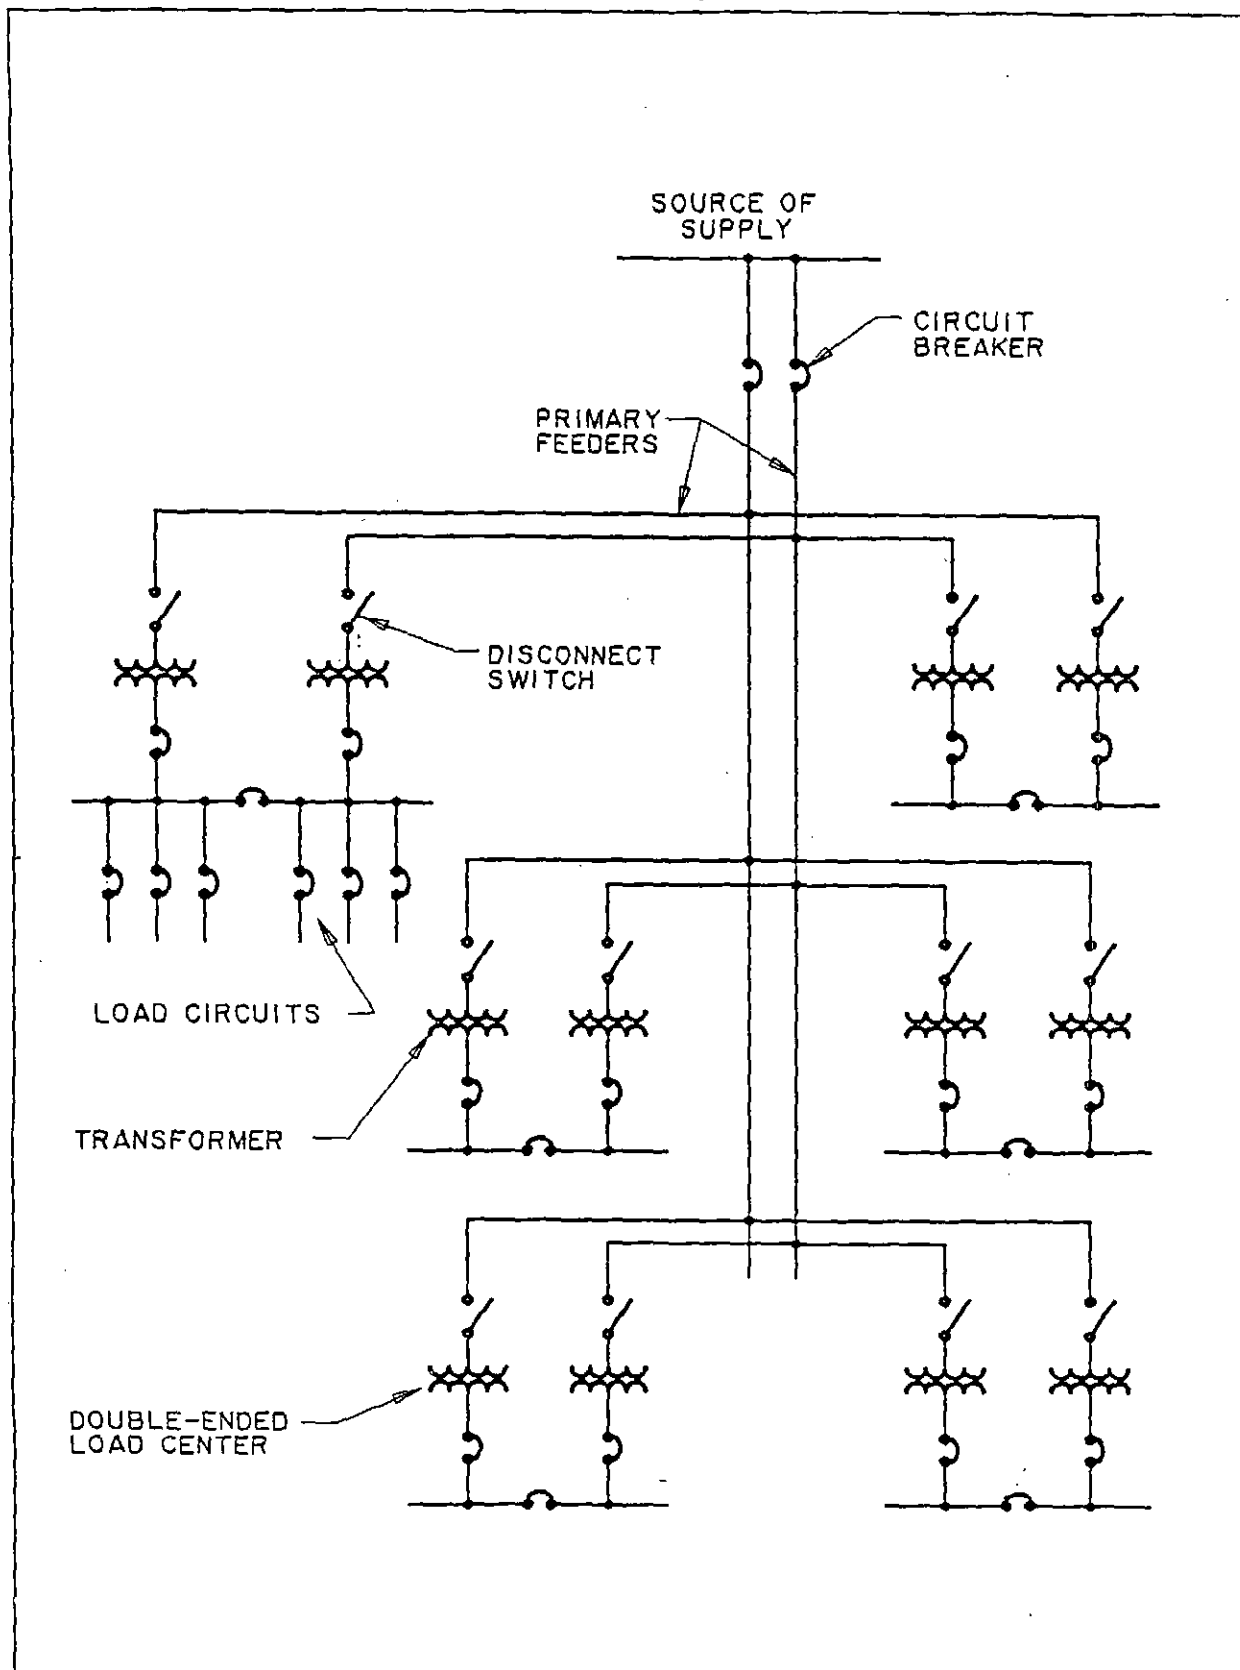 SOURCE OF
SUPPLY
CIRCUIT
BREAKER
PRIMARY
FEEDERS
DISCONNECT
SWITCH
LOAD CIRCUITS
TRANSFORMER
DOUBLE-ENDED
LOAD CENTER